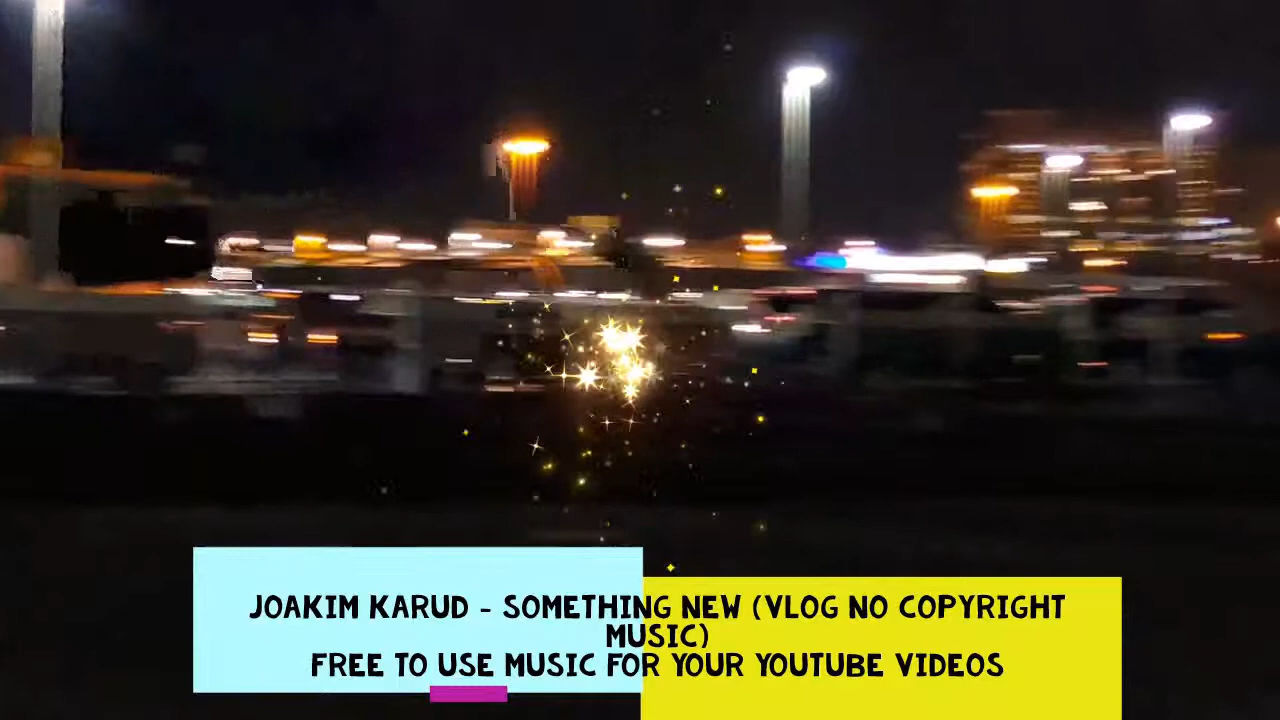 JOAKIM KARUD - SOMETHING NEW (VLOG NO COPYRIGHT
MUSIC)
FREE TO USE MUSIC FOR YOUR YOUTUBE VIDEOS